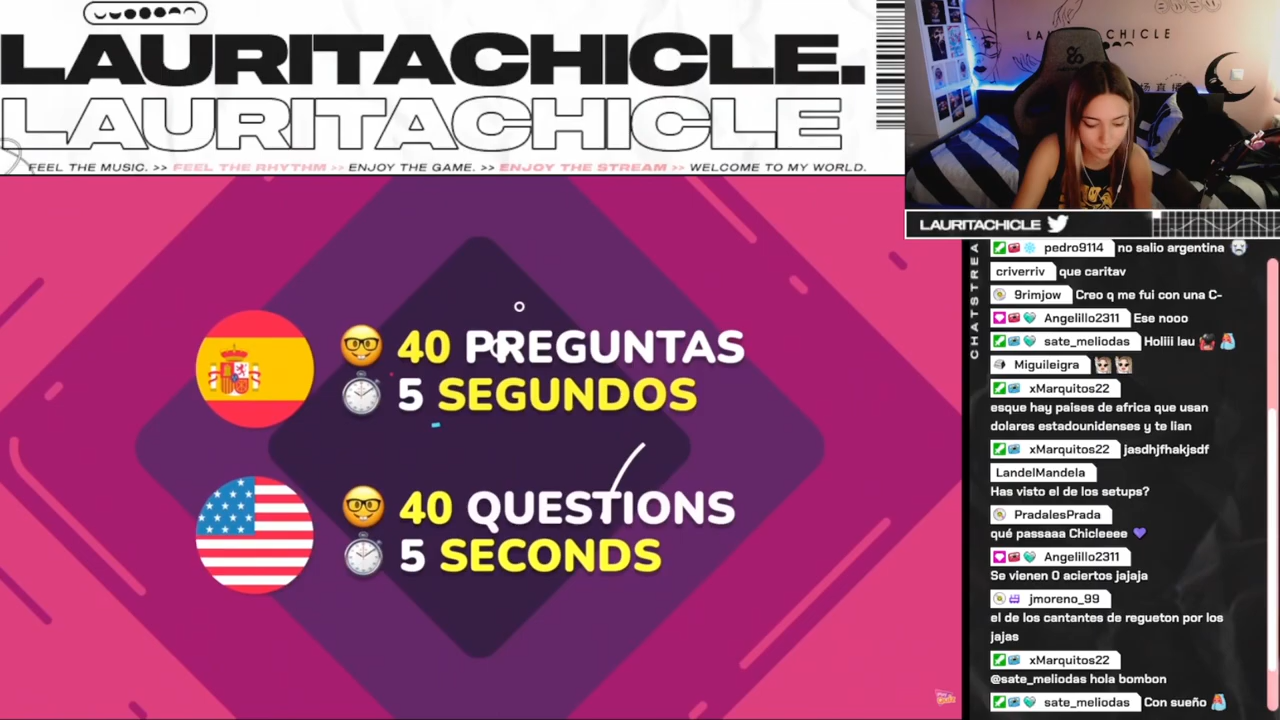 LAURITACHICLE.
LAURITACHICLE
FEEL THE MUSIC. >> FEEL THE RHYTHM >> ENJOY THE GAME. >> ENJOY THE STREAM >> WELCOME TO MY WORLD.
40 PREGUNTAS
5 SEGUNDOS
40 QUESTIONS
5 SECONDS
LAURITACHICLE
CHATSTREA
pedro9114 no salio argentina
criverriv que caritav
9rimjow Creo q me fui con una C-
Angelillo2311 Ese nooo
sate_meliodas Holiii lau
Miguileigra
xMarquitos22
esque hay paises de africa que usan
dolares estadounidenses y te lian
xMarquitos22 jasdhjfhakjsdf
LandelMandela
Has visto el de los setups?
PradalesPrada
qué passaaa Chicleeee
Angelillo2311
Se vienen 0 aciertos jajaja
jmoreno_99
el de los cantantes de regueton por los
jajas
xMarquitos22
@sate_meliodas hola bombon
sate_meliodas Con sueño